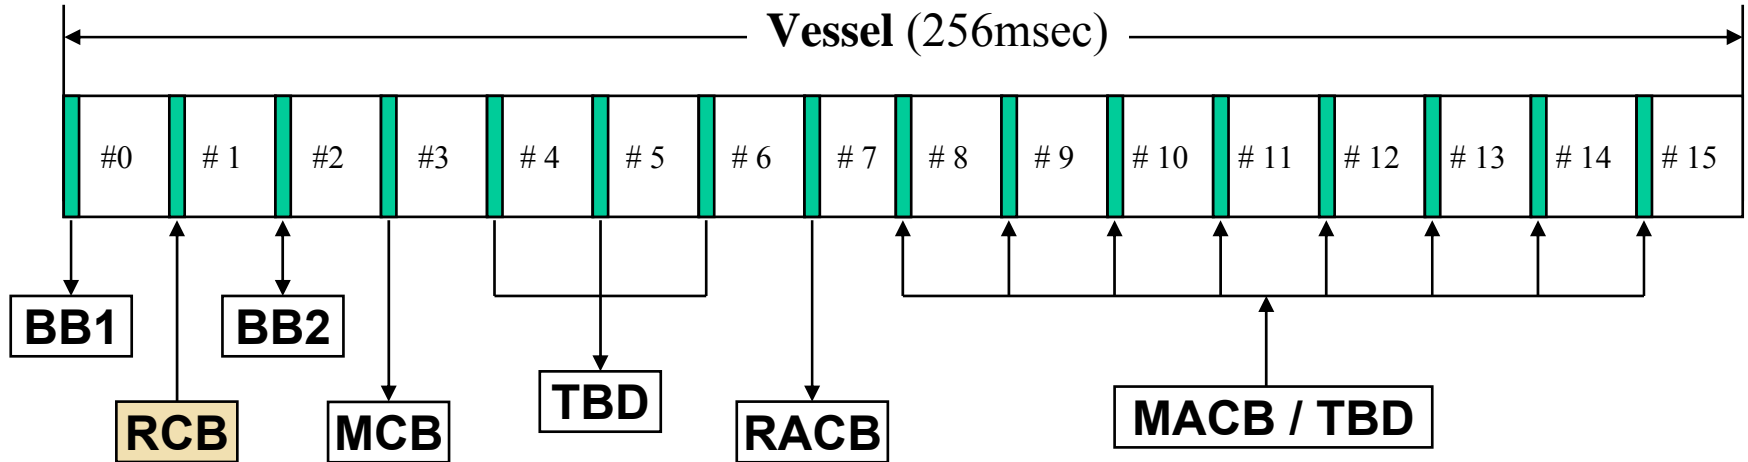 Vessel (256msec)
#0 # 1 #2 #3 # 4 # 5 # 6 # 7 # 8 # 9 # 10 # 11 # 12 # 13 # 14 # 15
BB1
BB2
TBD
RCB
MCB
RACB
MACB / TBD